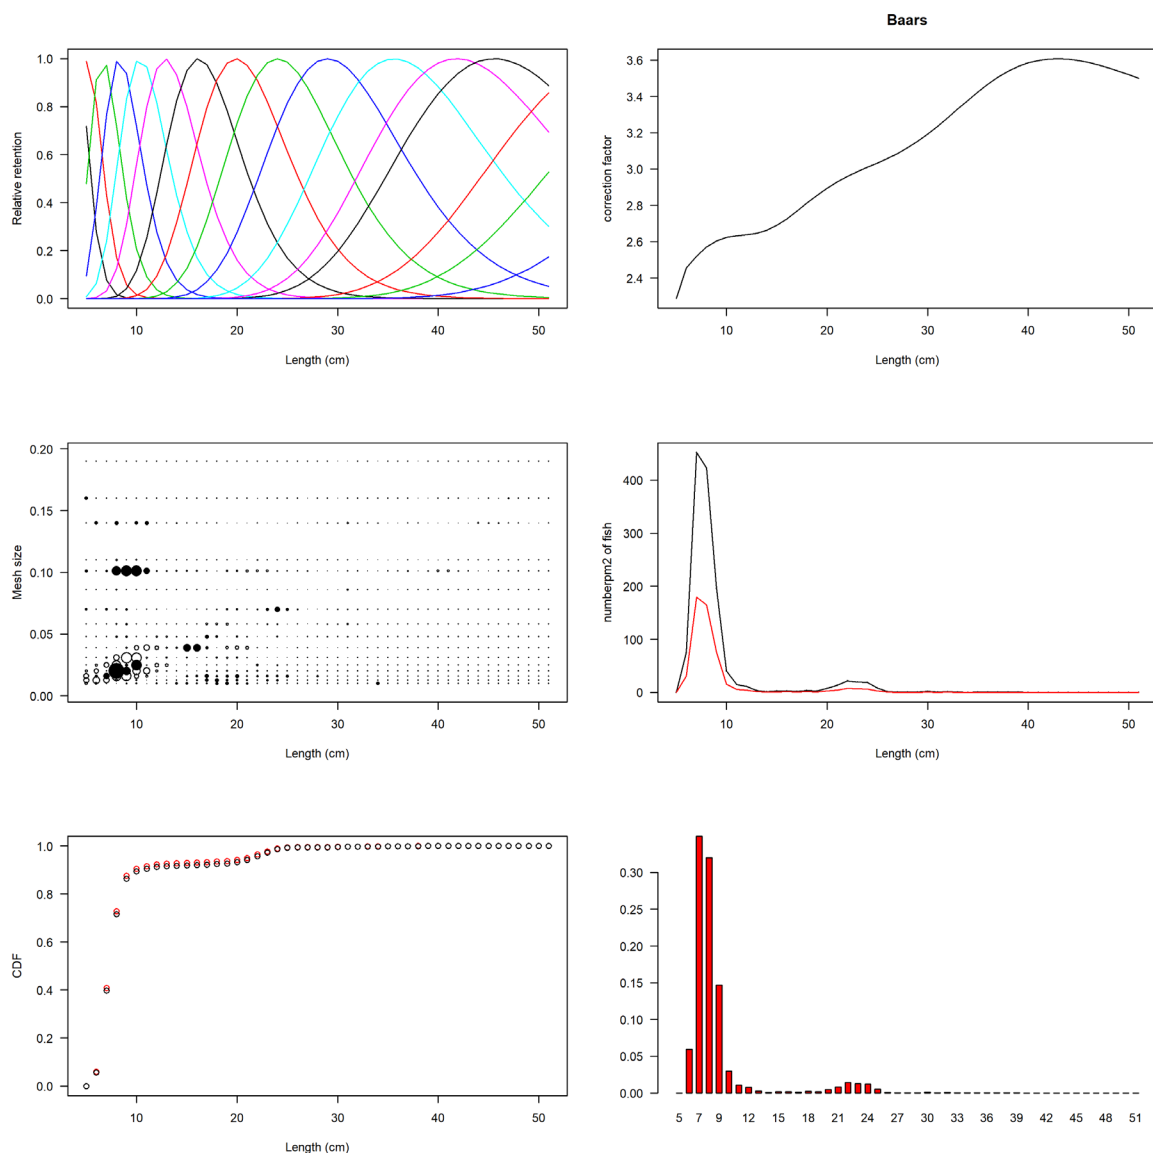 Baars
Relative retention
1.0
0.8
0.6
0.4
0.2
0.0
10 20 30 40 50
Length (cm)
correction factor
3.6
3.4
3.2
3.0
2.8
2.6
2.4
10 20 30 40 50
Length (cm)
Mesh size
0.20
0.15
0.10
0.05
0.00
10 20 30 40 50
Length (cm)
numberpm2 of fish
400
300
200
100
0
10 20 30 40 50
Length (cm)
CDF
1.0
0.8
0.6
0.4
0.2
0.0
10 20 30 40 50
Length (cm)
0.30
0.25
0.20
0.15
0.10
0.05
0.00
5 7 9 12 15 18 21 24 27 30 33 36 39 42 45 48 51